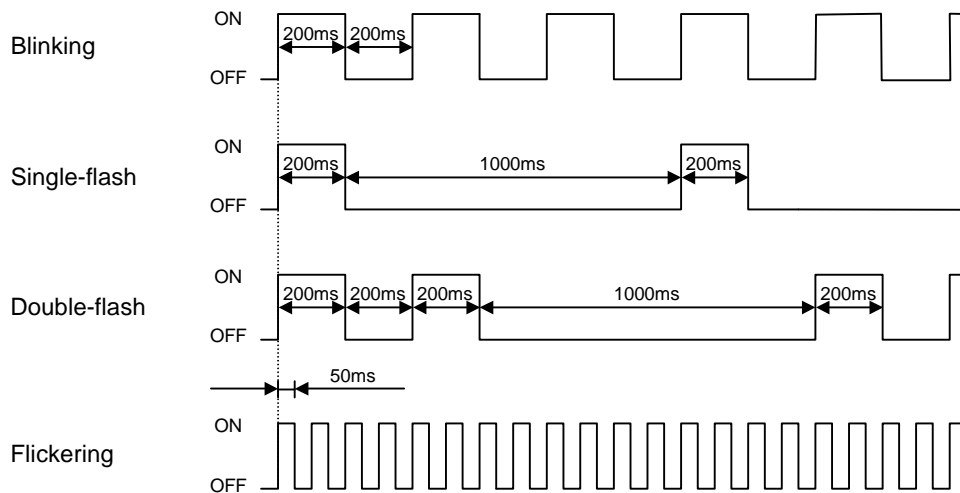 ON
200ms 200ms
Blinking
OFF
ON
200ms 1000ms 200ms
Single-flash
OFF
ON
200ms 200ms 200ms 1000ms 200ms
Double-flash
OFF
50ms
ON
Flickering
OFF